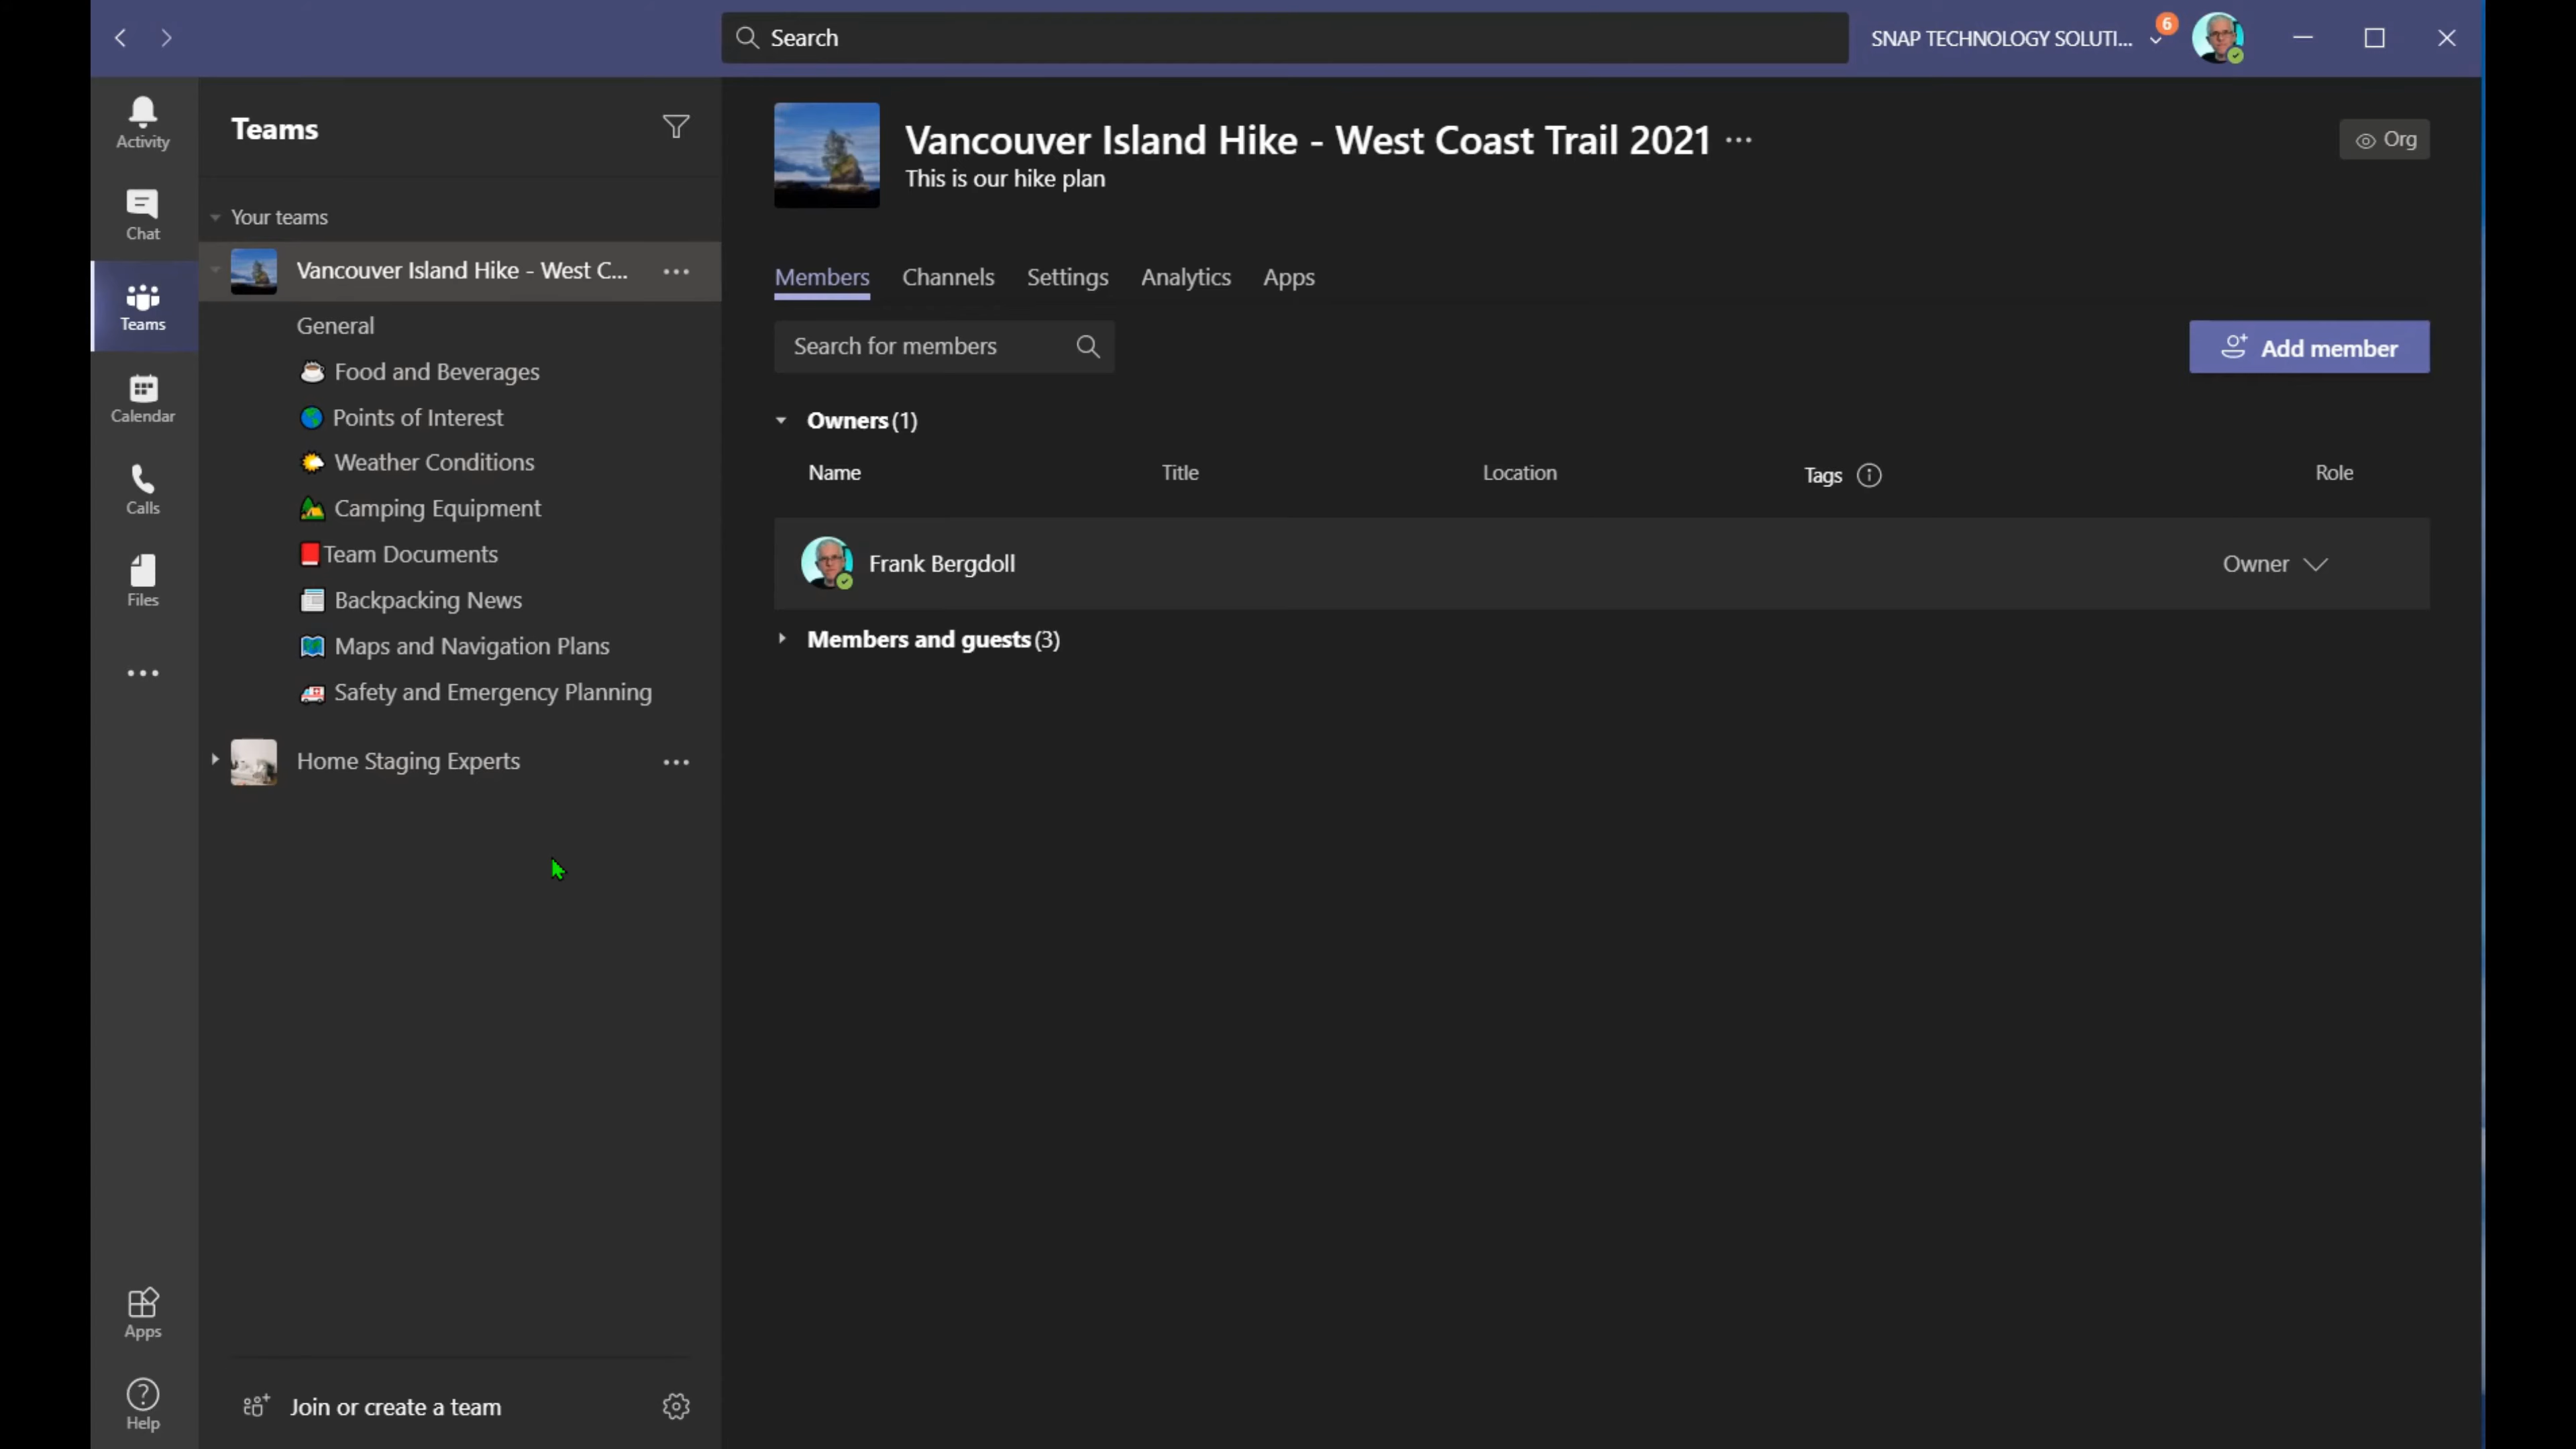 Search
SNAP TECHNOLOGY SOLUTI...
6
Activity
Chat
Teams
Calendar
Calls
Files
Apps
Help
Teams
Your teams
Vancouver Island Hike - West C...
General
Food and Beverages
Points of Interest
Weather Conditions
Camping Equipment
Team Documents
Backpacking News
Maps and Navigation Plans
Safety and Emergency Planning
Home Staging Experts
Join or create a team
Vancouver Island Hike - West Coast Trail 2021 ...
Org
This is our hike plan
Members Channels Settings Analytics Apps
Search for members
Add member
Owners (1)
Name Title Location Tags Role
Frank Bergdoll Owner
Members and guests (3)